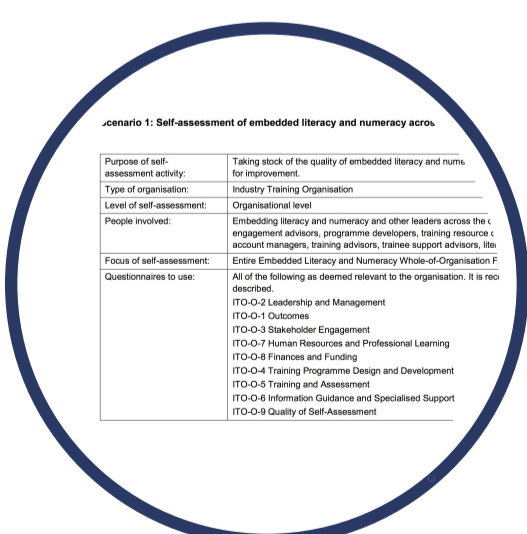 Scenario 1: Self-assessment of embedded literacy and numeracy
Purpose of self-
assessment activity:
Taking stock of the quality of embedded literacy and
for improvement.
Type of organisation:
Industry Training Organisation
Level of self-assessment:
Organisational level
People involved:
Embedding literacy and numeracy and other leaders across the
engagement advisors, programme developers, training resource
account managers, training advisors, trainee support advisors,
Focus of self-assessment:
Entire Embedded Literacy and Numeracy Whole-of-Organisation
Questionnaires to use:
All of the following as deemed relevant to the organisation. It is
described.
ITO-O-2 Leadership and Management
ITO-O-1 Outcomes
ITO-O-3 Stakeholder Engagement
ITO-O-7 Human Resources and Professional Learning
ITO-O-8 Finances and Funding
ITO-O-4 Training Programme Design and Development
ITO-O-5 Training and Assessment
ITO-O-6 Information Guidance and Specialised Support
ITO-O-9 Quality of Self-Assessment